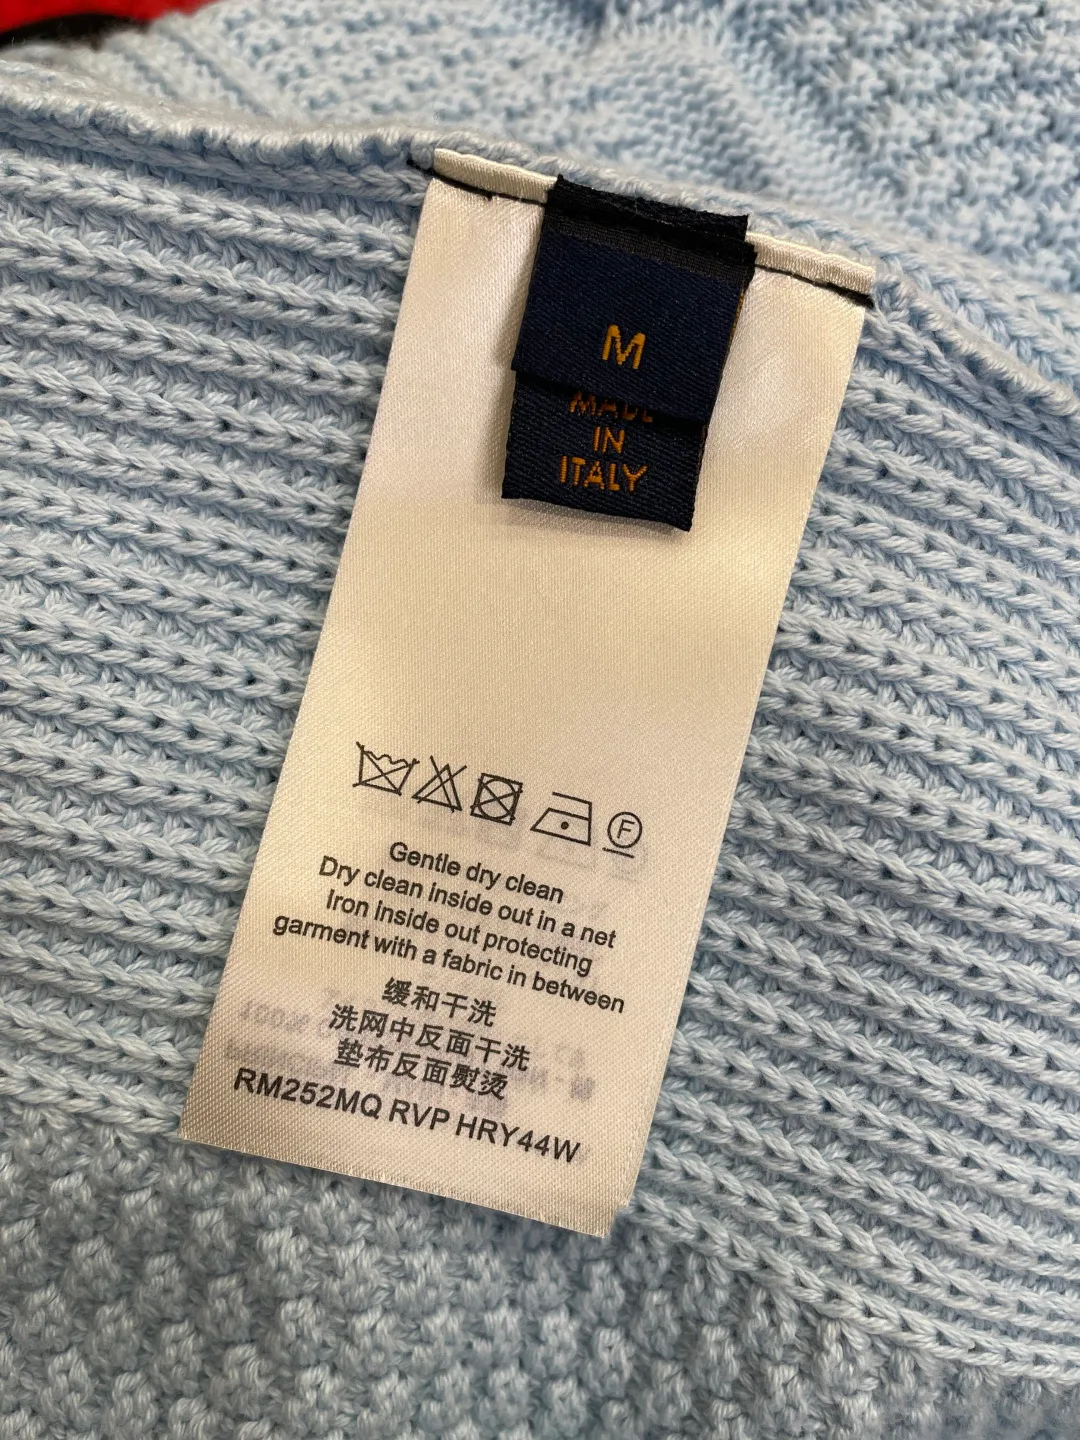 M
MADE
IN
ITALY
F
Gentle dry clean
Dry clean inside out in a net
Iron inside out protecting
garment with a fabric in between
缓和干洗
洗网中反面干洗
垫布反面熨烫
RM252MQ RVP HRY44W